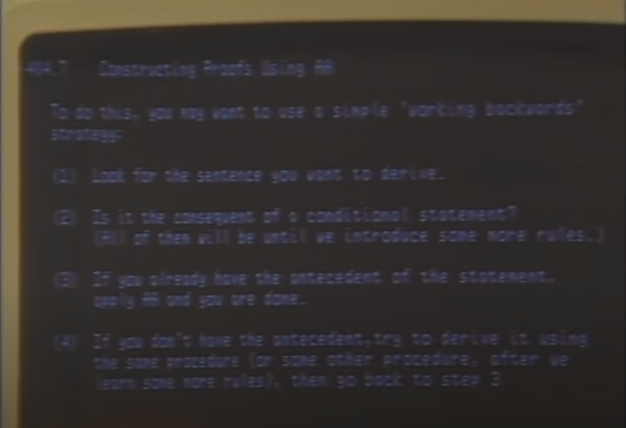 404.7 Constructing Proofs Using AA
To do this, you may want to use a simple 'working backwards'
strategy:
(1) Look for the sentence you want to derive.
(2) Is it the consequent of a conditional statement?
(All of them will be until we introduce some more rules.)
(3) If you already have the antecedent of the statement,
apply AA and you are done.
(4) If you don't have the antecedent, try to derive it using
the same procedure (or some other procedure, after we
learn some more rules), then go back to step 3